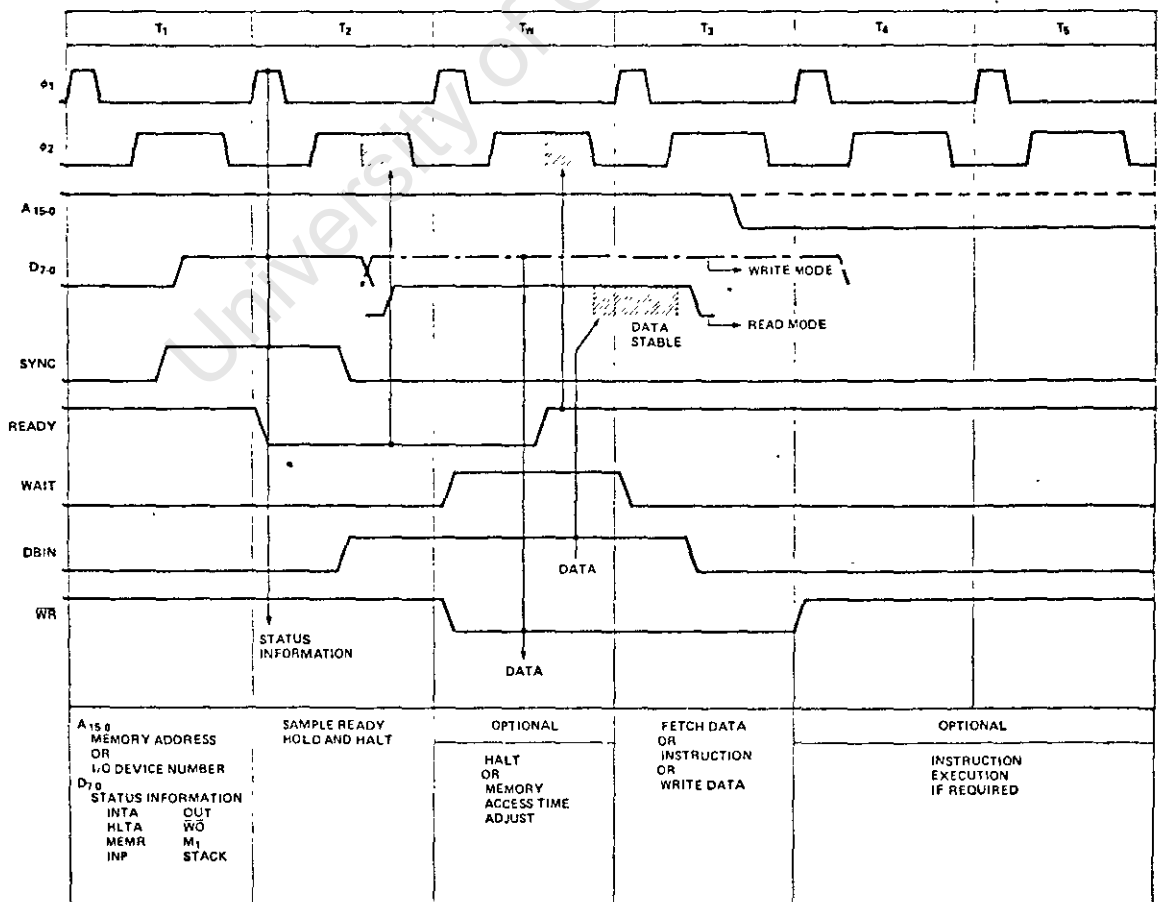 T1 T2 TW T3 T4 T5
φ1
φ2
A15-0
D7-0
WRITE MODE
READ MODE
DATA
STABLE
SYNC
READY
WAIT
DBIN
DATA
W̅R̅
STATUS
INFORMATION
DATA
A15-0
MEMORY ADDRESS
OR
I/O DEVICE NUMBER
D7-0
STATUS INFORMATION
INTA OUT
HLTA W̅O̅
MEMR M1
INP STACK
SAMPLE READY
HOLD AND HALT
OPTIONAL
HALT
OR
MEMORY
ACCESS TIME
ADJUST
FETCH DATA
OR
INSTRUCTION
OR
WRITE DATA
OPTIONAL
INSTRUCTION
EXECUTION
IF REQUIRED
University of